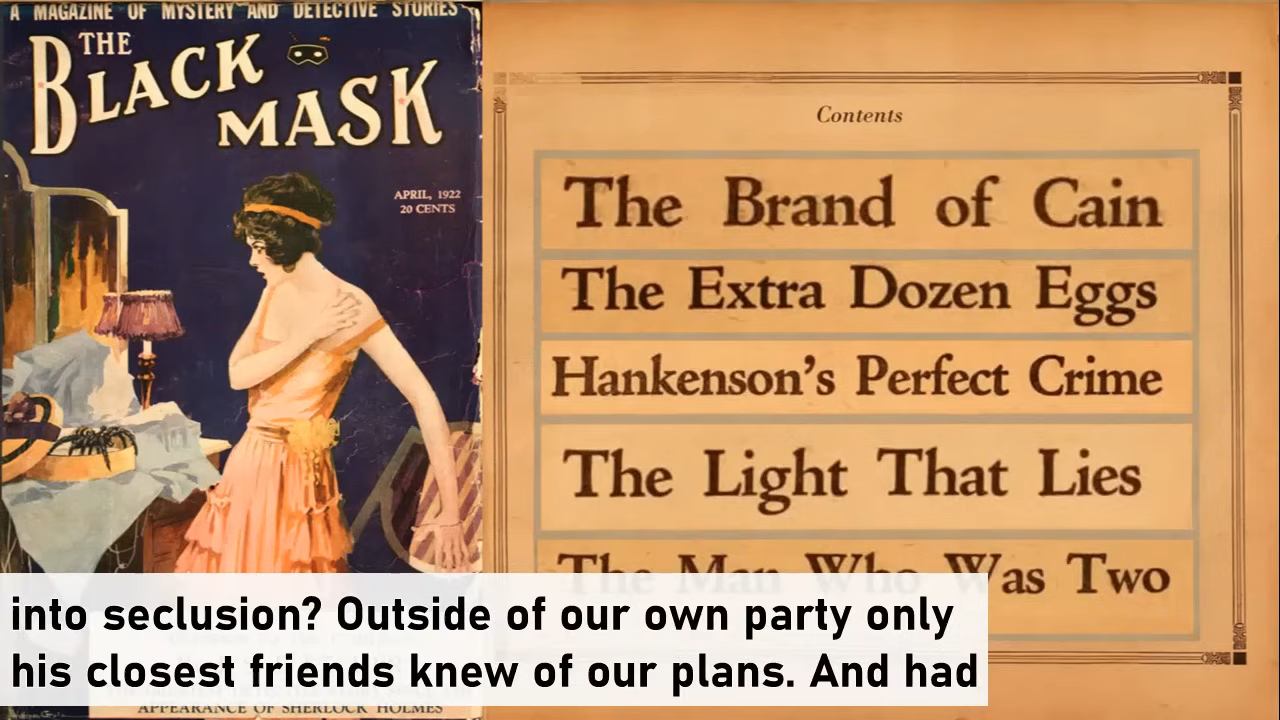 A MAGAZINE OF MYSTERY AND DETECTIVE STORIES
THE
BLACK
MASK
APRIL, 1922
20 CENTS
Contents
The Brand of Cain
The Extra Dozen Eggs
Hankenson's Perfect Crime
The Light That Lies
The Man Who Was Two
into seclusion? Outside of our own party only
his closest friends knew of our plans. And had
APPEARANCE OF SHERLOCK HOLMES